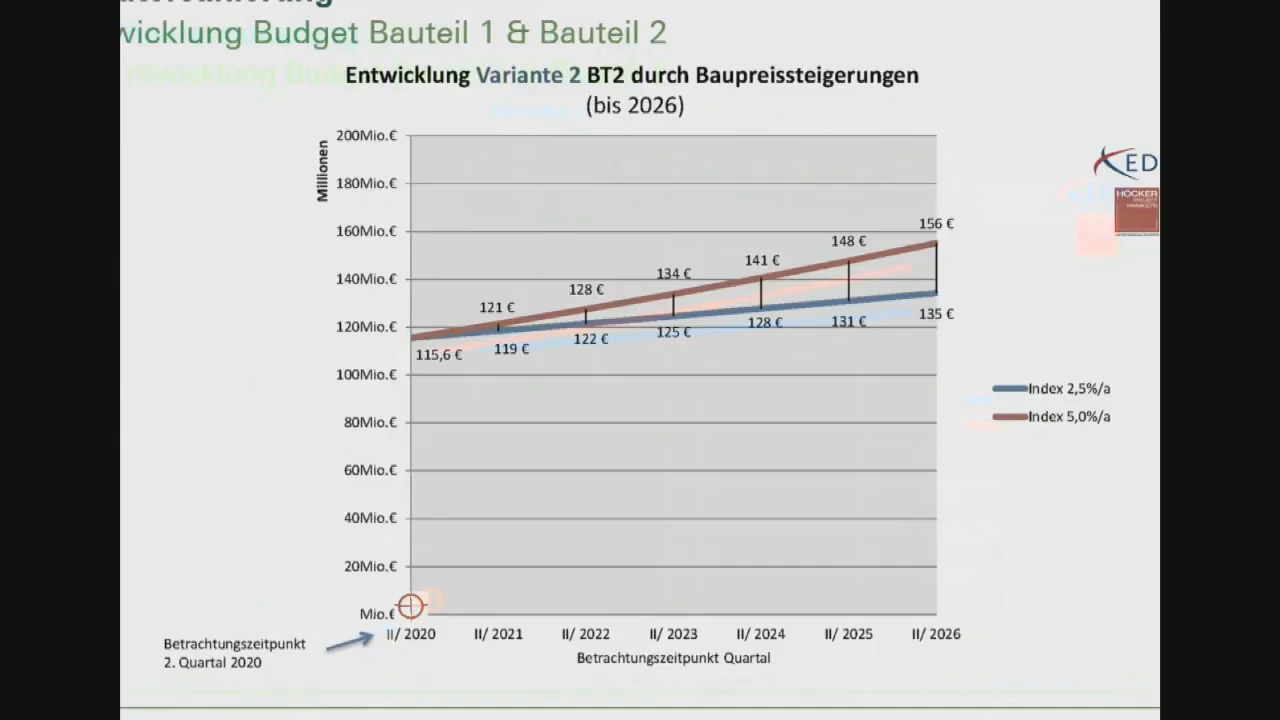 wicklung Budget Bauteil 1 & Bauteil 2
Entwicklung Variante 2 BT2 durch Baupreissteigerungen
(bis 2026)
Millionen
200Mio.€
180Mio.€
160Mio.€
140Mio.€
120Mio.€
100Mio.€
80Mio.€
60Mio.€
40Mio.€
20Mio.€
Mio.€
115,6 €
121 €
128 €
134 €
141 €
148 €
156 €
119 €
122 €
125 €
128 €
131 €
135 €
KED
HÖCKER
PROJECT
MANAGERS
Index 2,5%/a
Index 5,0%/a
II/ 2020
II/ 2021
II/ 2022
II/ 2023
II/ 2024
II/ 2025
II/ 2026
Betrachtungszeitpunkt Quartal
Betrachtungszeitpunkt
2. Quartal 2020